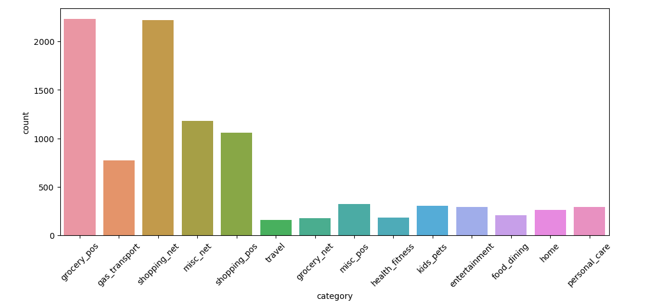 2000
1500
1000
500
0
count
grocery_pos
gas_transport
shopping_net
misc_net
shopping_pos
travel
grocery_net
misc_pos
health_fitness
kids_pets
entertainment
food_dining
home
personal_care
category